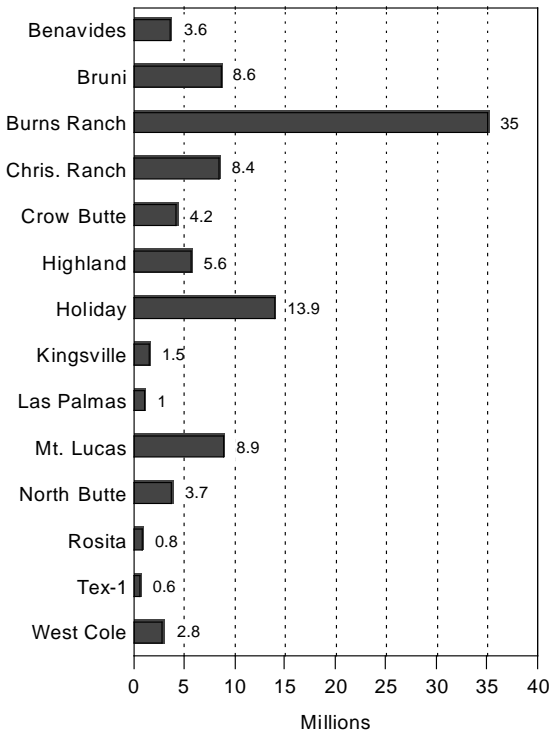 Benavides 3.6
Bruni 8.6
Burns Ranch 35
Chris. Ranch 8.4
Crow Butte 4.2
Highland 5.6
Holiday 13.9
Kingsville 1.5
Las Palmas 1
Mt. Lucas 8.9
North Butte 3.7
Rosita 0.8
Tex-1 0.6
West Cole 2.8
0 5 10 15 20 25 30 35 40
Millions